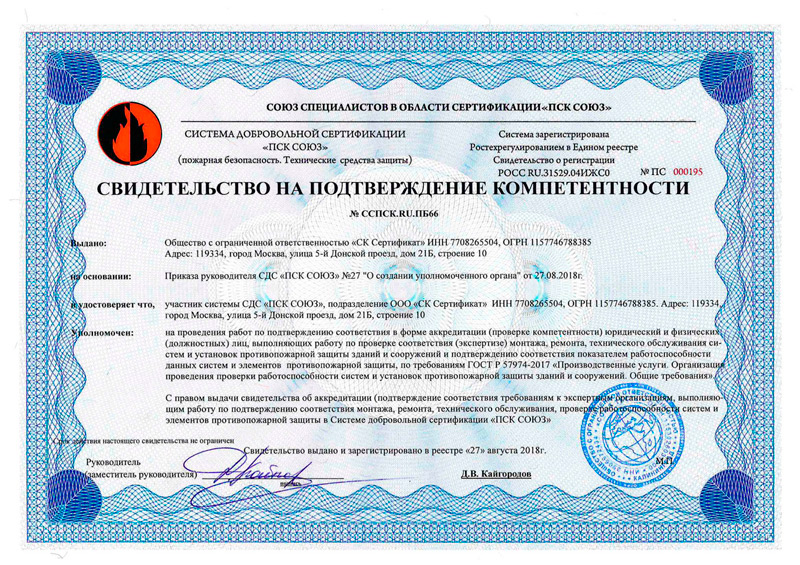 СОЮЗ СПЕЦИАЛИСТОВ В ОБЛАСТИ СЕРТИФИКАЦИИ «ПСК СОЮЗ»
СИСТЕМА ДОБРОВОЛЬНОЙ СЕРТИФИКАЦИИ
«ПСК СОЮЗ»
(пожарная безопасность. Технические средства защиты)
Система зарегистрирована
Ростехрегулированием в Едином реестре
Свидетельство о регистрации
РОСС RU.31529.04ИЖС0
№ ПС 000195
СВИДЕТЕЛЬСТВО НА ПОДТВЕРЖДЕНИЕ КОМПЕТЕНТНОСТИ
№ ССПСК.RU.ПБ66
Выдано: Общество с ограниченной ответственностью «СК Сертификат» ИНН 7708265504, ОГРН 1157746788385
Адрес: 119334, город Москва, улица 5-й Донской проезд, дом 21Б, строение 10
на основании: Приказа руководителя СДС «ПСК СОЮЗ» №27 "О создании уполномоченного органа" от 27.08.2018г.
и удостоверяет что, участник системы СДС «ПСК СОЮЗ», подразделение ООО «СК Сертификат» ИНН 7708265504, ОГРН 1157746788385. Адрес: 119334,
город Москва, улица 5-й Донской проезд, дом 21Б, строение 10
Уполномочен: на проведения работ по подтверждению соответствия в форме аккредитации (проверке компетентности) юридический и физических
(должностных) лиц, выполняющих работу по проверке соответствия (экспертизе) монтажа, ремонта, технического обслуживания си-
стем и установок противопожарной защиты зданий и сооружений и подтверждению соответствия показателем работоспособности
данных систем и элементов противопожарной защиты, по требованиям ГОСТ Р 57974-2017 «Производственные услуги. Организация
проведения проверки работоспособности систем и установок противопожарной защиты зданий и сооружений. Общие требования».
С правом выдачи свидетельства об аккредитации (подтверждение соответствия требованиям к экспертным организациям, выполняю-
щим работу по подтверждению соответствия монтажа, ремонта, технического обслуживания, проверке работоспособности систем и
элементов противопожарной защиты в Системе добровольной сертификации «ПСК СОЮЗ»
Срок действия настоящего свидетельства не ограничен
Свидетельство выдано и зарегистрировано в реестре «27» августа 2018г.
Руководитель
(заместитель руководителя)
подпись
Д.В. Кайгородов
М.П.